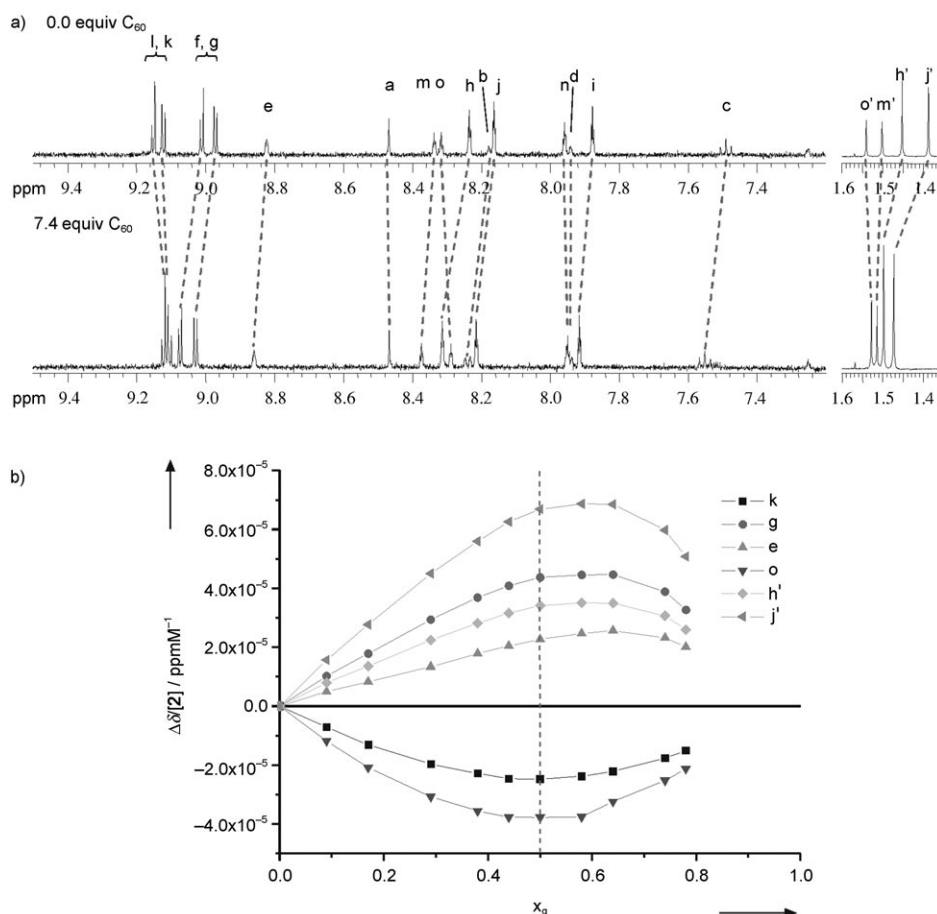 a) 0.0 equiv C₆₀
l, k f, g e a m o h b j n d i c o' m' h' j'
ppm 9.4 9.2 9.0 8.8 8.6 8.4 8.2 8.0 7.8 7.6 7.4 1.6 1.5 1.4
7.4 equiv C₆₀
ppm 9.4 9.2 9.0 8.8 8.6 8.4 8.2 8.0 7.8 7.6 7.4 1.6 1.5 1.4
b)
8.0x10⁻⁵
6.0x10⁻⁵
4.0x10⁻⁵
2.0x10⁻⁵
0.0
−2.0x10⁻⁵
−4.0x10⁻⁵
Δδ/[2] / ppmM⁻¹
k
g
e
o
h'
j'
0.0 0.2 0.4 0.6 0.8 1.0
x_g